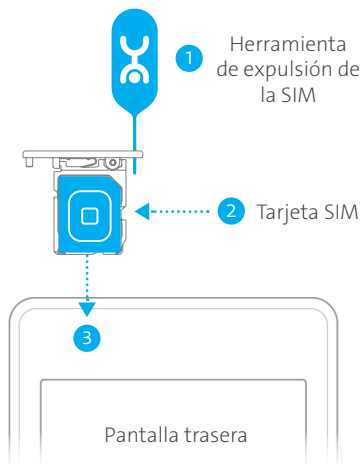 1
Herramienta
de expulsión de
la SIM
2
Tarjeta SIM
3
Pantalla trasera